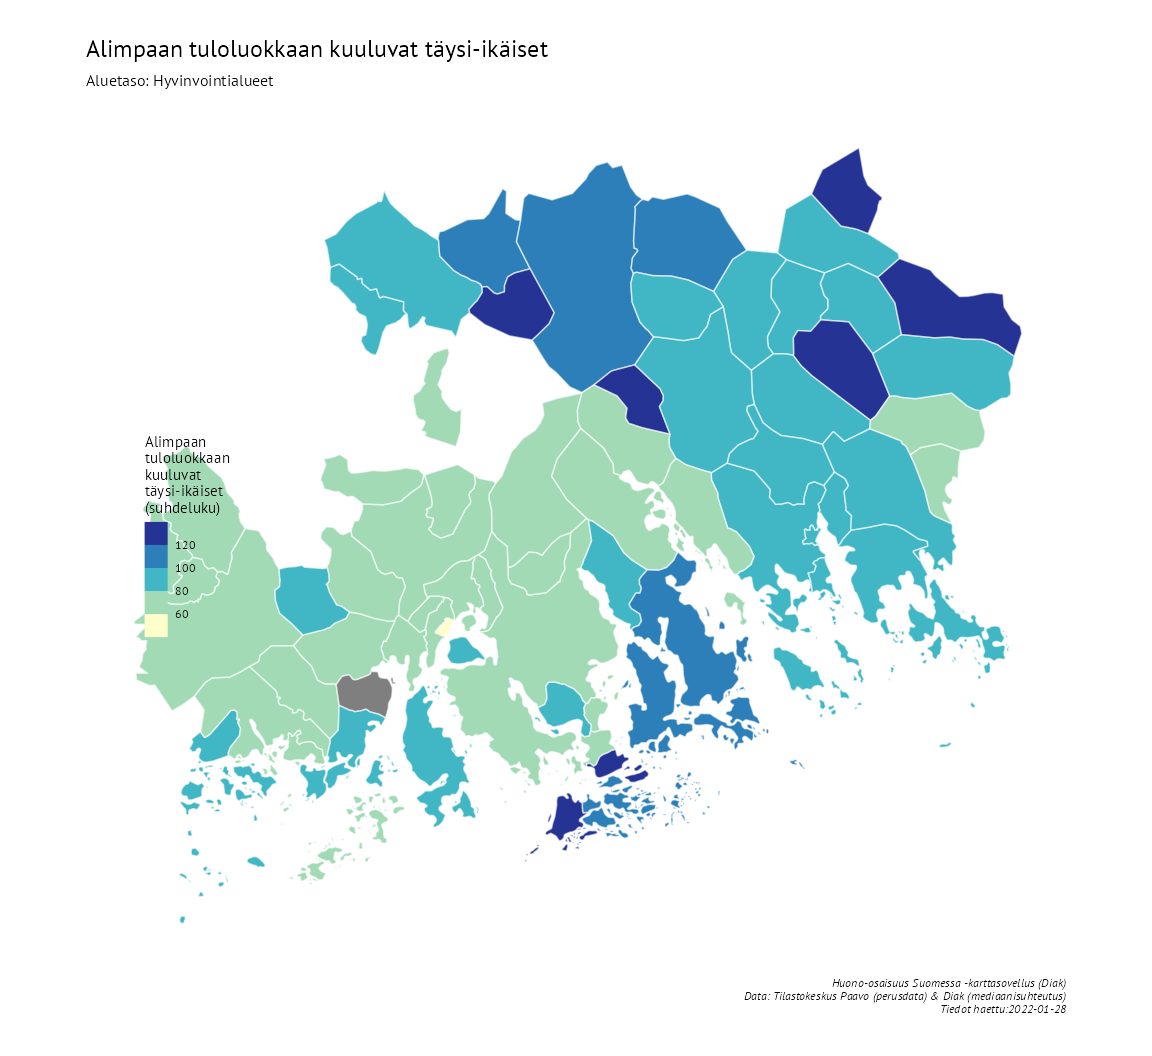 Alimpaan tuloluokkaan kuuluvat täysi-ikäiset
Aluetaso: Hyvinvointialueet
Alimpaan
tuloluokkaan
kuuluvat
täysi-ikäiset
(suhdeluku)
120
100
80
60
Huono-osaisuus Suomessa -karttasovellus (Diak)
Data: Tilastokeskus Paavo (perusdata) & Diak (mediaanisuhteutus)
Tiedot haettu:2022-01-28